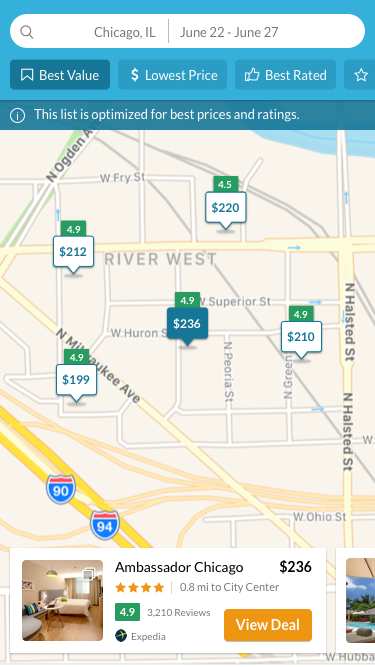 Chicago, IL June 22 - June 27
Best Value $ Lowest Price Best Rated
This list is optimized for best prices and ratings.
N Ogden A
W Fry St
4.5
$220
4.9
$212
RIVER WEST
4.9
W Superior St
$236
W Huron S
4.9
$210
N Halsted St
N Milwaukee Ave
4.9
$199
N Peoria St
N Green
N Halsted St
90
94
W Ohio St
Ambassador Chicago $236
0.8 mi to City Center
4.9 3,210 Reviews
View Deal
Expedia
W Hubba